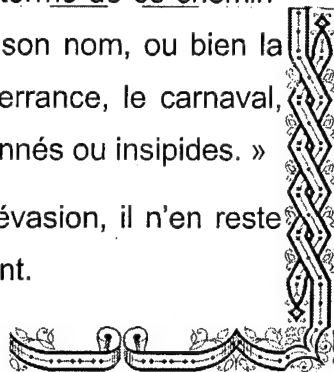 son nom, ou bien la
errance, le carnaval,
nnés ou insipides. »
évasion, il n'en reste
nt.